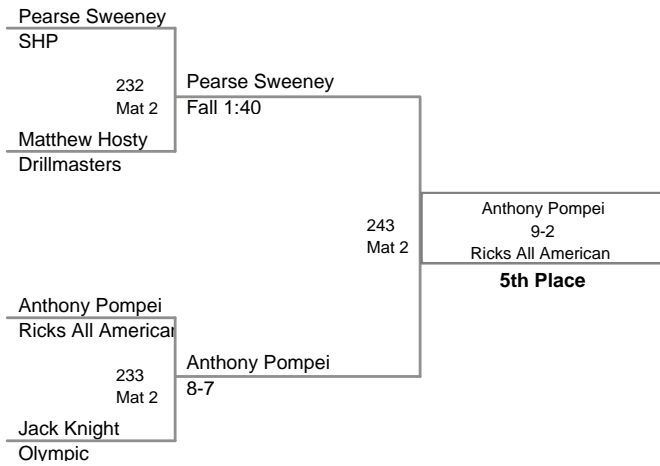 Pearse Sweeney
SHP
232
Mat 2
Pearse Sweeney
Fall 1:40
Matthew Hosty
Drillmasters
243
Mat 2
Anthony Pompei
9-2
Ricks All American
5th Place
Anthony Pompei
Ricks All American
233
Mat 2
Anthony Pompei
8-7
Jack Knight
Olympic